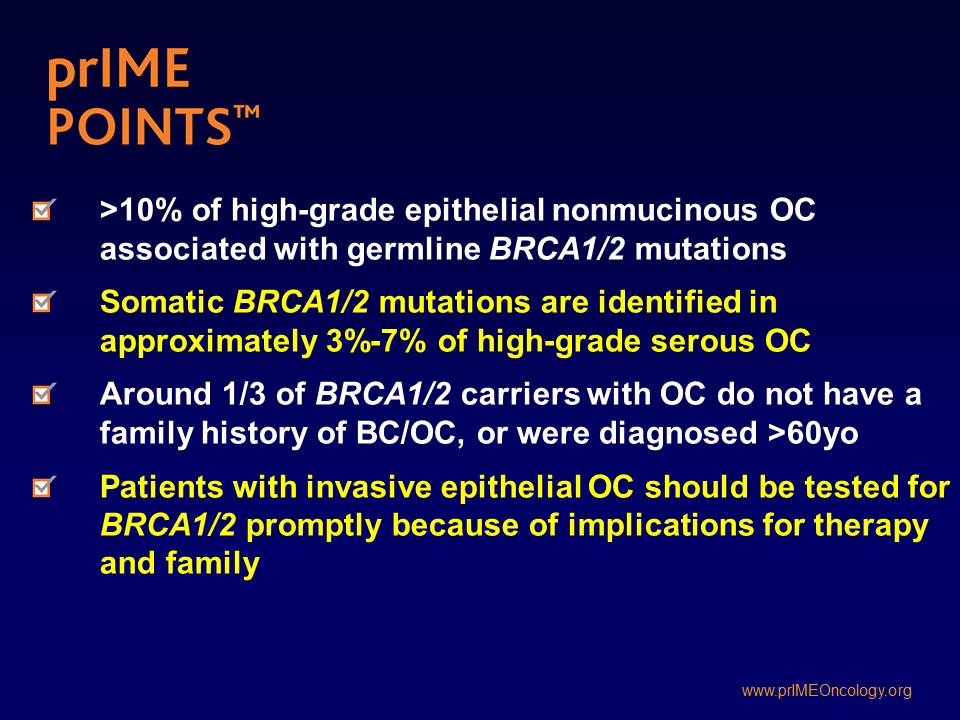 prIME
POINTS™
>10% of high-grade epithelial nonmucinous OC
associated with germline BRCA1/2 mutations
Somatic BRCA1/2 mutations are identified in
approximately 3%-7% of high-grade serous OC
Around 1/3 of BRCA1/2 carriers with OC do not have a
family history of BC/OC, or were diagnosed >60yo
Patients with invasive epithelial OC should be tested for
BRCA1/2 promptly because of implications for therapy
and family
www.prIMEOncology.org